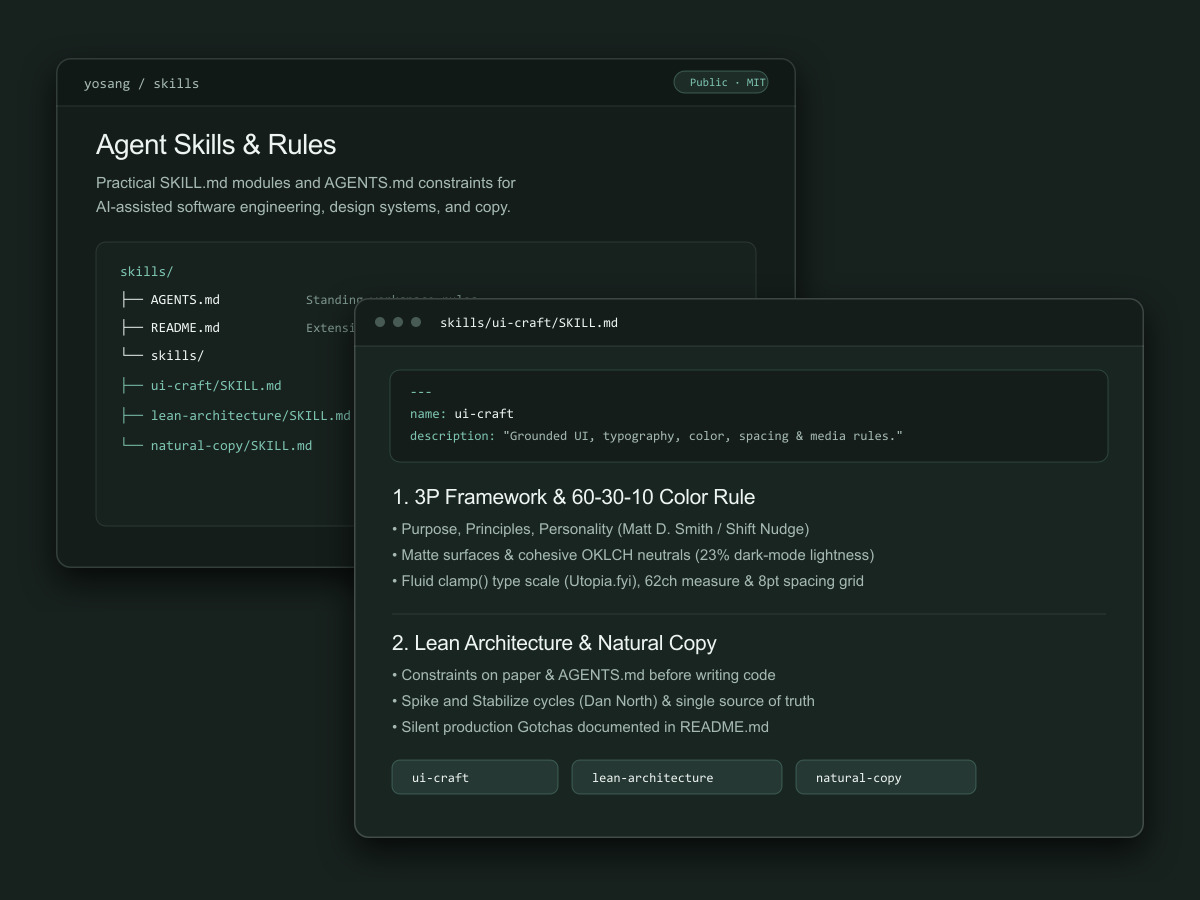 yosang / skills
Public · MIT
Agent Skills & Rules
Practical SKILL.md modules and AGENTS.md constraints for
AI-assisted software engineering, design systems, and copy.
skills/
├── AGENTS.md Standing
├── README.md
└── skills/
├── ui-craft/SKILL.md
├── lean-architecture/SKILL.md
└── natural-copy/SKILL.md
skills/ui-craft/SKILL.md
---
name: ui-craft
description: "Grounded UI, typography, color, spacing & media rules."
1. 3P Framework & 60-30-10 Color Rule
• Purpose, Principles, Personality (Matt D. Smith / Shift Nudge)
• Matte surfaces & cohesive OKLCH neutrals (23% dark-mode lightness)
• Fluid clamp() type scale (Utopia.fyi), 62ch measure & 8pt spacing grid
2. Lean Architecture & Natural Copy
• Constraints on paper & AGENTS.md before writing code
• Spike and Stabilize cycles (Dan North) & single source of truth
• Silent production Gotchas documented in README.md
ui-craft
lean-architecture
natural-copy